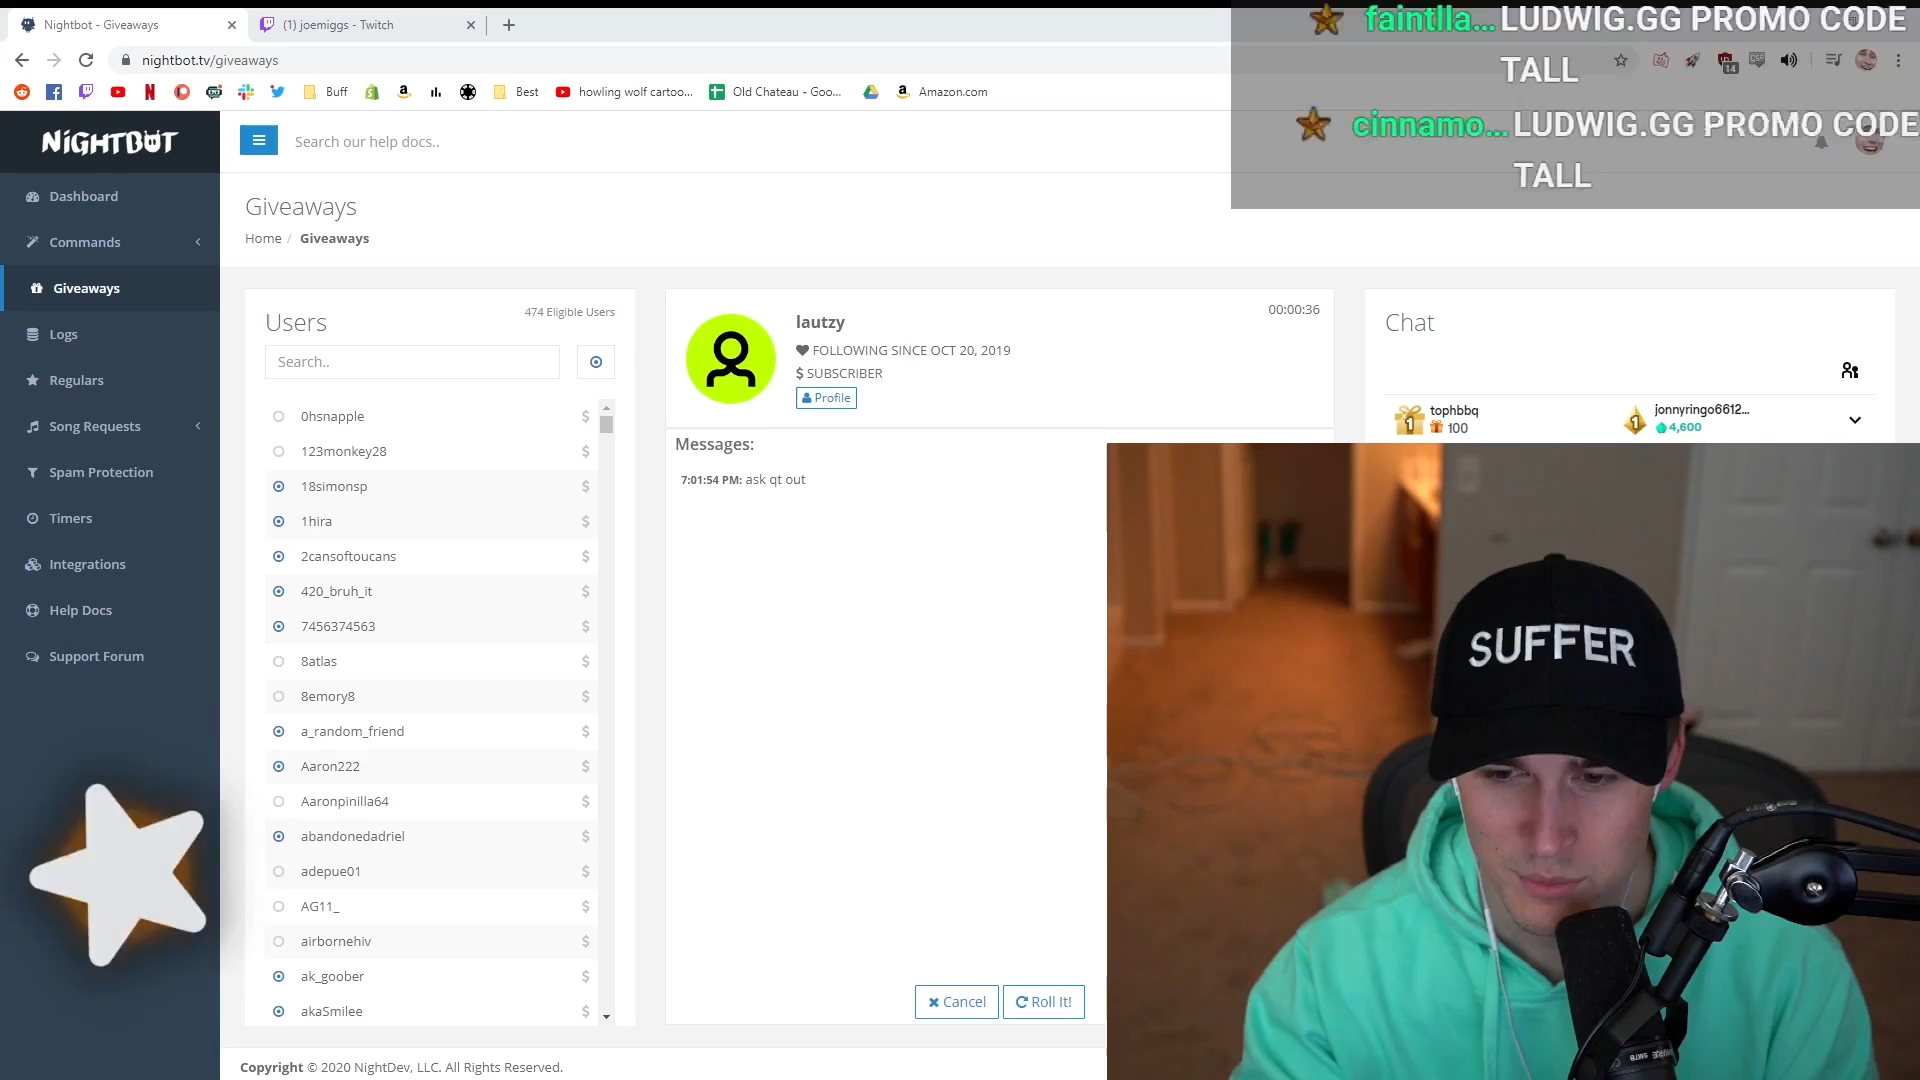 Nightbot - Giveaways
(1) joemiggs - Twitch
nightbot.tv/giveaways
14
Buff
Best
howling wolf cartoo...
Old Chateau - Goo...
Amazon.com
faintlla... LUDWIG.GG PROMO CODE
TALL
cinnamo... LUDWIG.GG PROMO CODE
TALL
NiGHTBOT
Search our help docs..
Dashboard
Commands
Giveaways
Logs
Regulars
Song Requests
Spam Protection
Timers
Integrations
Help Docs
Support Forum
Giveaways
Home / Giveaways
Users
474 Eligible Users
Search..
0hsnapple $
123monkey28 $
18simonsp $
1hira $
2cansoftoucans $
420_bruh_it $
7456374563 $
8atlas $
8emory8 $
a_random_friend $
Aaron222 $
Aaronpinilla64 $
abandonedadriel $
adepue01 $
AG11_ $
airbornehiv $
ak_goober $
akaSmilee $
lautzy
00:00:36
FOLLOWING SINCE OCT 20, 2019
$ SUBSCRIBER
Profile
Messages:
7:01:54 PM: ask qt out
Cancel
Roll It!
Chat
1 tophbbq
100
1 jonnyringo6612...
4,600
SUFFER
Copyright © 2020 NightDev, LLC. All Rights Reserved.